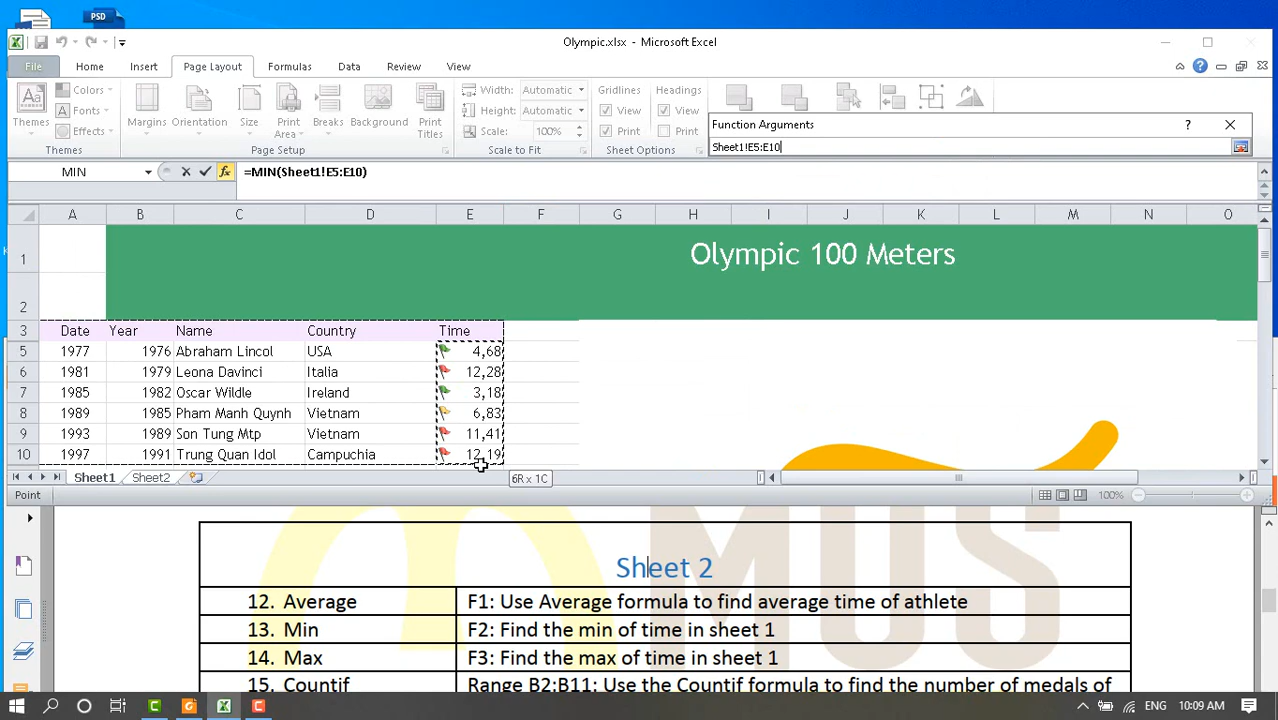 PSD
Olympic.xlsx - Microsoft Excel
File Home Insert Page Layout Formulas Data Review View
Themes Colors Fonts Effects Margins Orientation Size Print Area Breaks Background Print Titles Width: Automatic Height: Automatic Scale: 100% Gridlines View Print Headings View Print
Themes Page Setup Scale to Fit Sheet Options
Function Arguments ?
Sheet1!E5:E10
MIN fx =MIN(Sheet1!E5:E10)
A B C D E F G H I J K L M N O
1 Olympic 100 Meters
2
3 Date Year Name Country Time
5 1977 1976 Abraham Lincol USA 4,68
6 1981 1979 Leona Davinci Italia 12,28
7 1985 1982 Oscar Wildle Ireland 3,18
8 1989 1985 Pham Manh Quynh Vietnam 6,83
9 1993 1989 Son Tung Mtp Vietnam 11,41
10 1997 1991 Trung Quan Idol Campuchia 12,19
Sheet1 Sheet2 6R x 1C
Point 100%
MUS
Sheet 2
12. Average F1: Use Average formula to find average time of athlete
13. Min F2: Find the min of time in sheet 1
14. Max F3: Find the max of time in sheet 1
15. Countif Range B2:B11: Use the Countif formula to find the number of medals of
ENG 10:09 AM